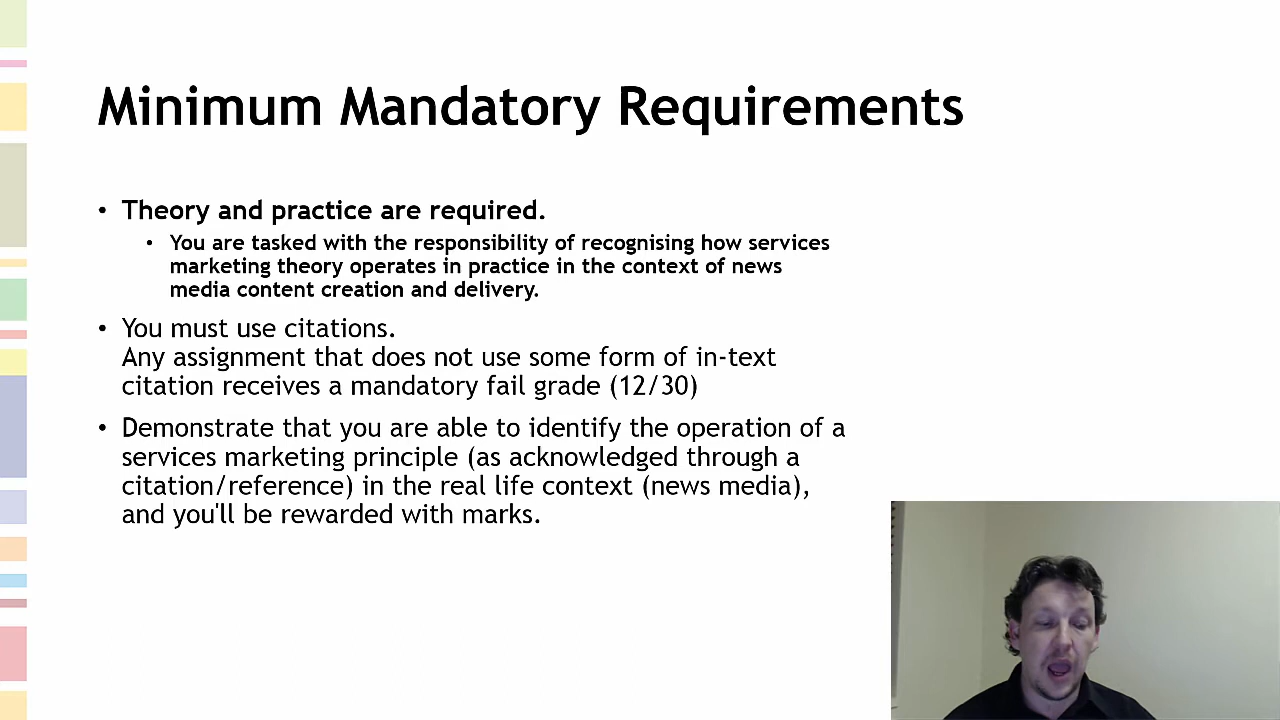 Minimum Mandatory Requirements
• Theory and practice are required.
• You are tasked with the responsibility of recognising how services
marketing theory operates in practice in the context of news
media content creation and delivery.
• You must use citations.
Any assignment that does not use some form of in-text
citation receives a mandatory fail grade (12/30)
• Demonstrate that you are able to identify the operation of a
services marketing principle (as acknowledged through a
citation/reference) in the real life context (news media),
and you'll be rewarded with marks.